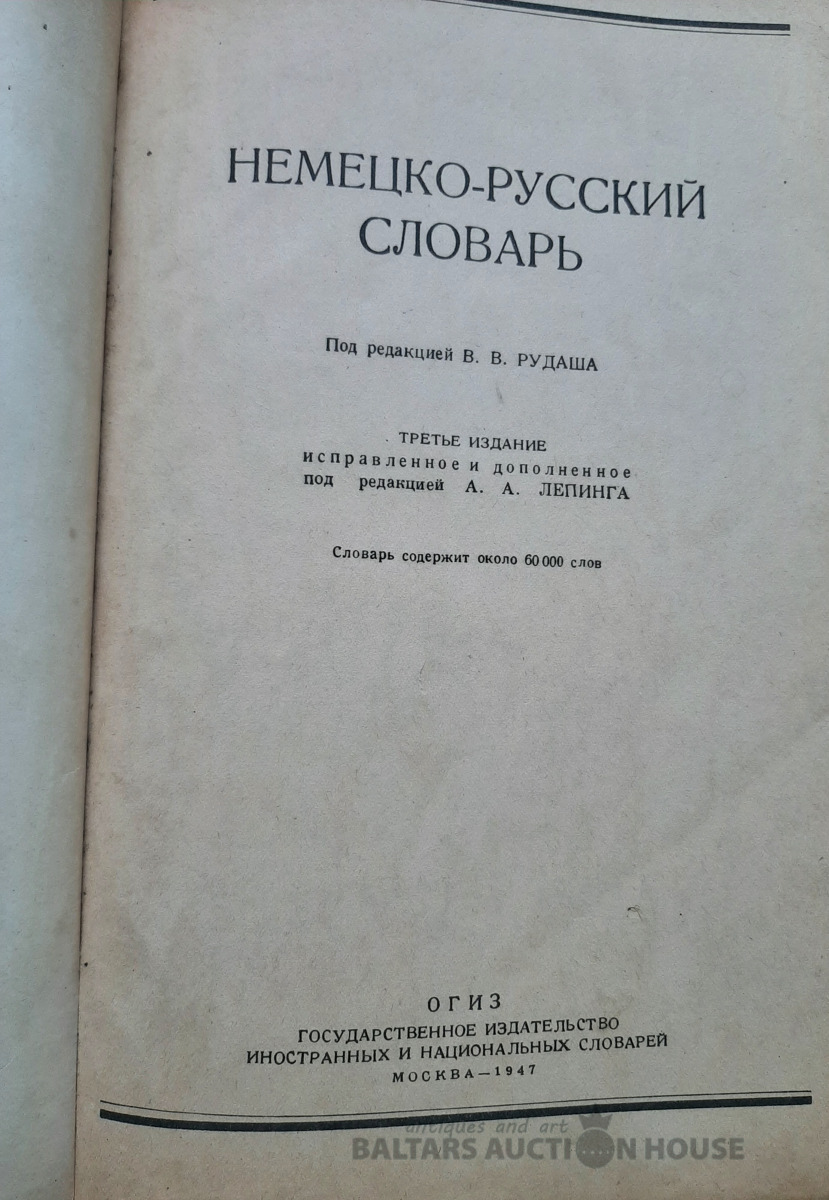 НЕМЕЦКО-РУССКИЙ
СЛОВАРЬ
Под редакцией В. В. РУДАША
ТРЕТЬЕ ИЗДАНИЕ
исправленное и дополненное
под редакцией А. А. ЛЕПИНГА
Словарь содержит около 60 000 слов
ОГИЗ
ГОСУДАРСТВЕННОЕ ИЗДАТЕЛЬСТВО
ИНОСТРАННЫХ И НАЦИОНАЛЬНЫХ СЛОВАРЕЙ
МОСКВА — 1947
antiques and art
BALTARS AUCTION HOUSE